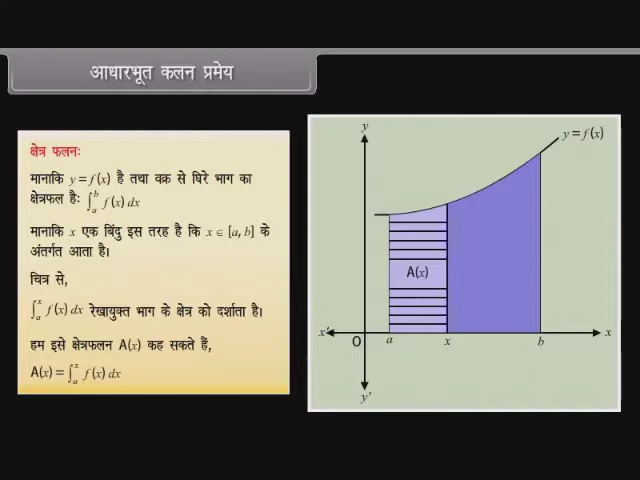 आधारभूत कलन प्रमेय
क्षेत्र फलनः
मानाकि y = f (x) है तथा वक्र से घिरे भाग का
क्षेत्रफल हैः ∫ₐᵇ f (x) dx
मानाकि x एक बिंदु इस तरह है कि x ∈ [a, b] के
अंतर्गत आता है।
चित्र से,
∫ₐˣ f (x) dx रेखायुक्त भाग के क्षेत्र को दर्शाता है।
हम इसे क्षेत्रफलन A(x) कह सकते हैं,
A(x) = ∫ₐˣ f (x) dx
y
y = f (x)
A(x)
x' O a x b x
y'